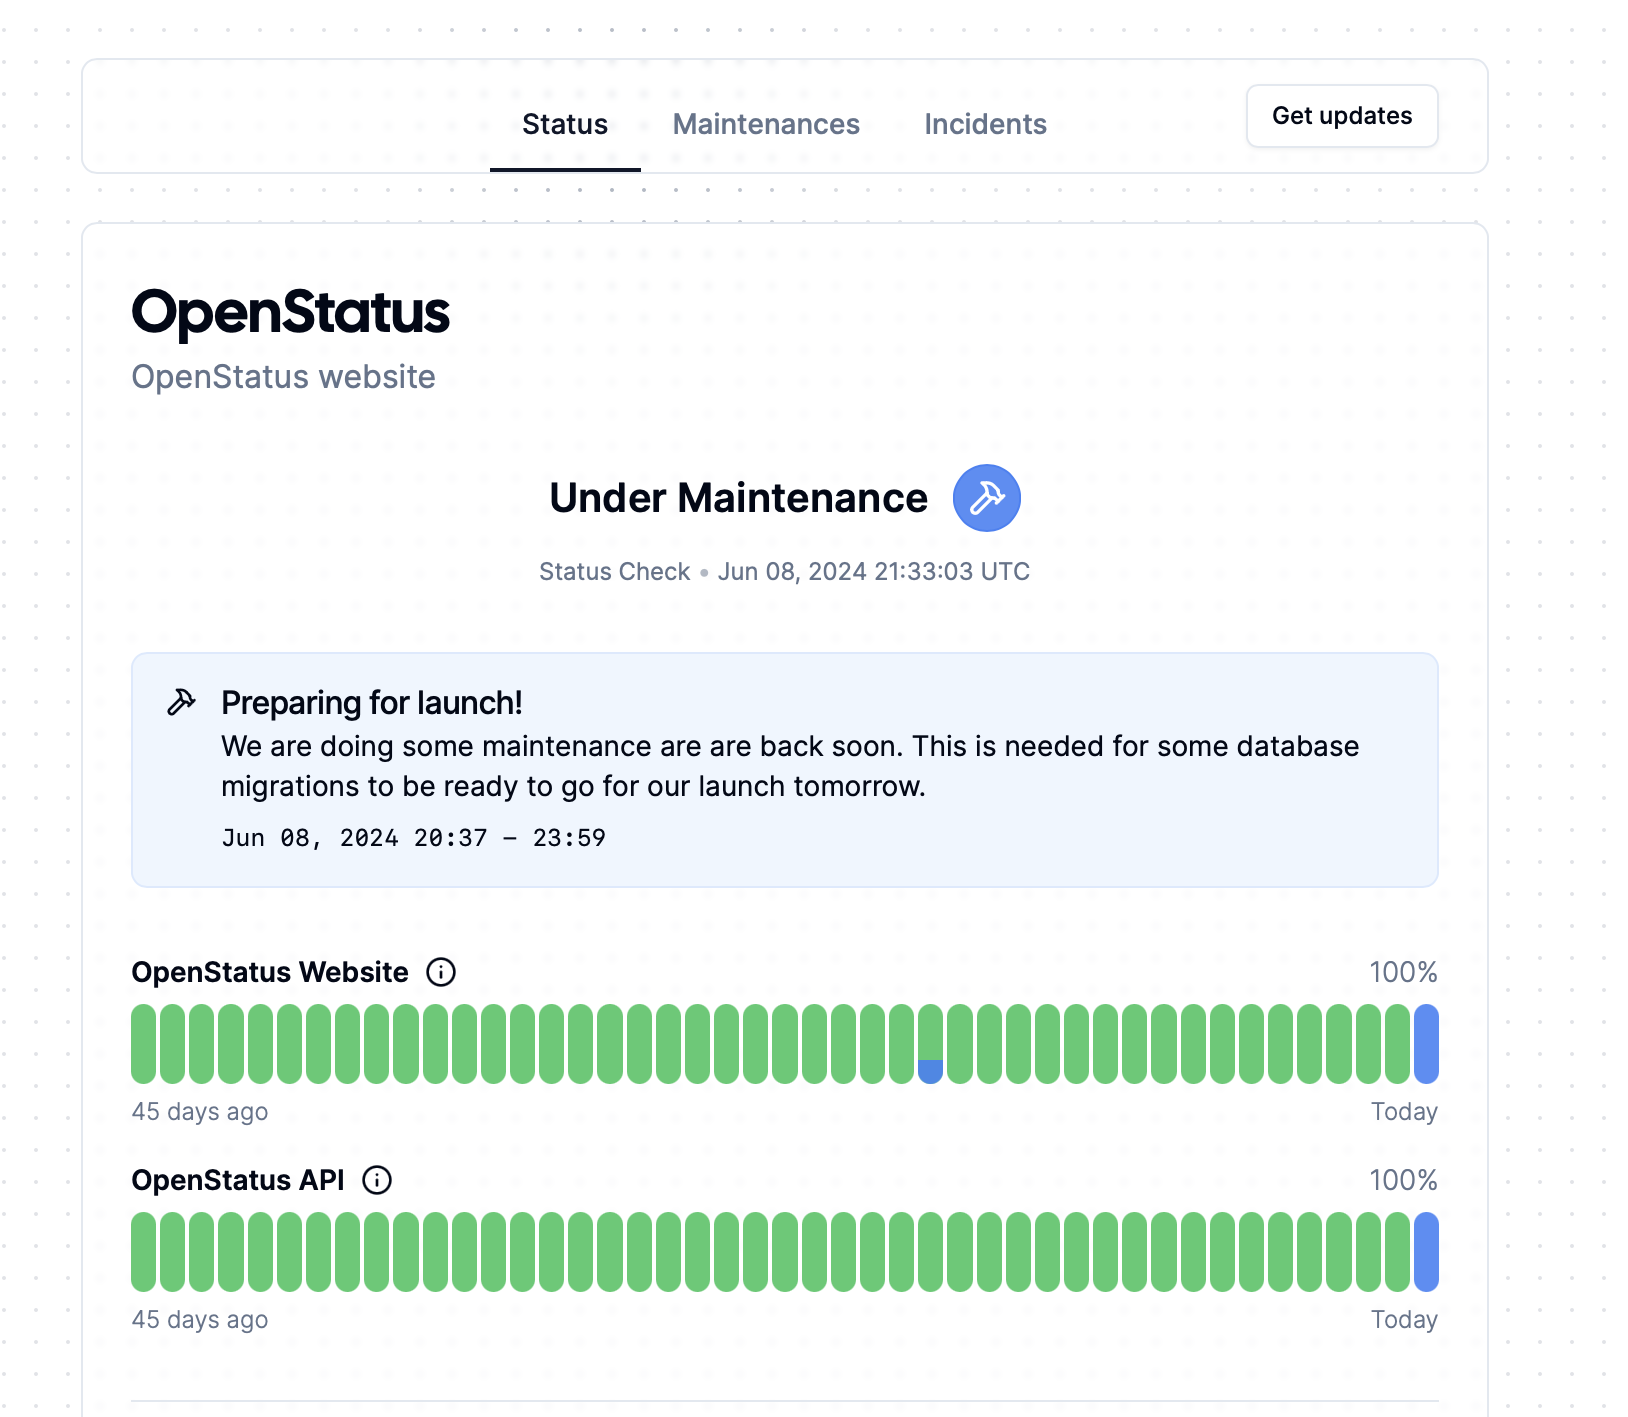 Status Maintenances Incidents Get updates
OpenStatus
OpenStatus website
Under Maintenance
Status Check • Jun 08, 2024 21:33:03 UTC
Preparing for launch!
We are doing some maintenance are are back soon. This is needed for some database
migrations to be ready to go for our launch tomorrow.
Jun 08, 2024 20:37 – 23:59
OpenStatus Website 100%
45 days ago Today
OpenStatus API 100%
45 days ago Today